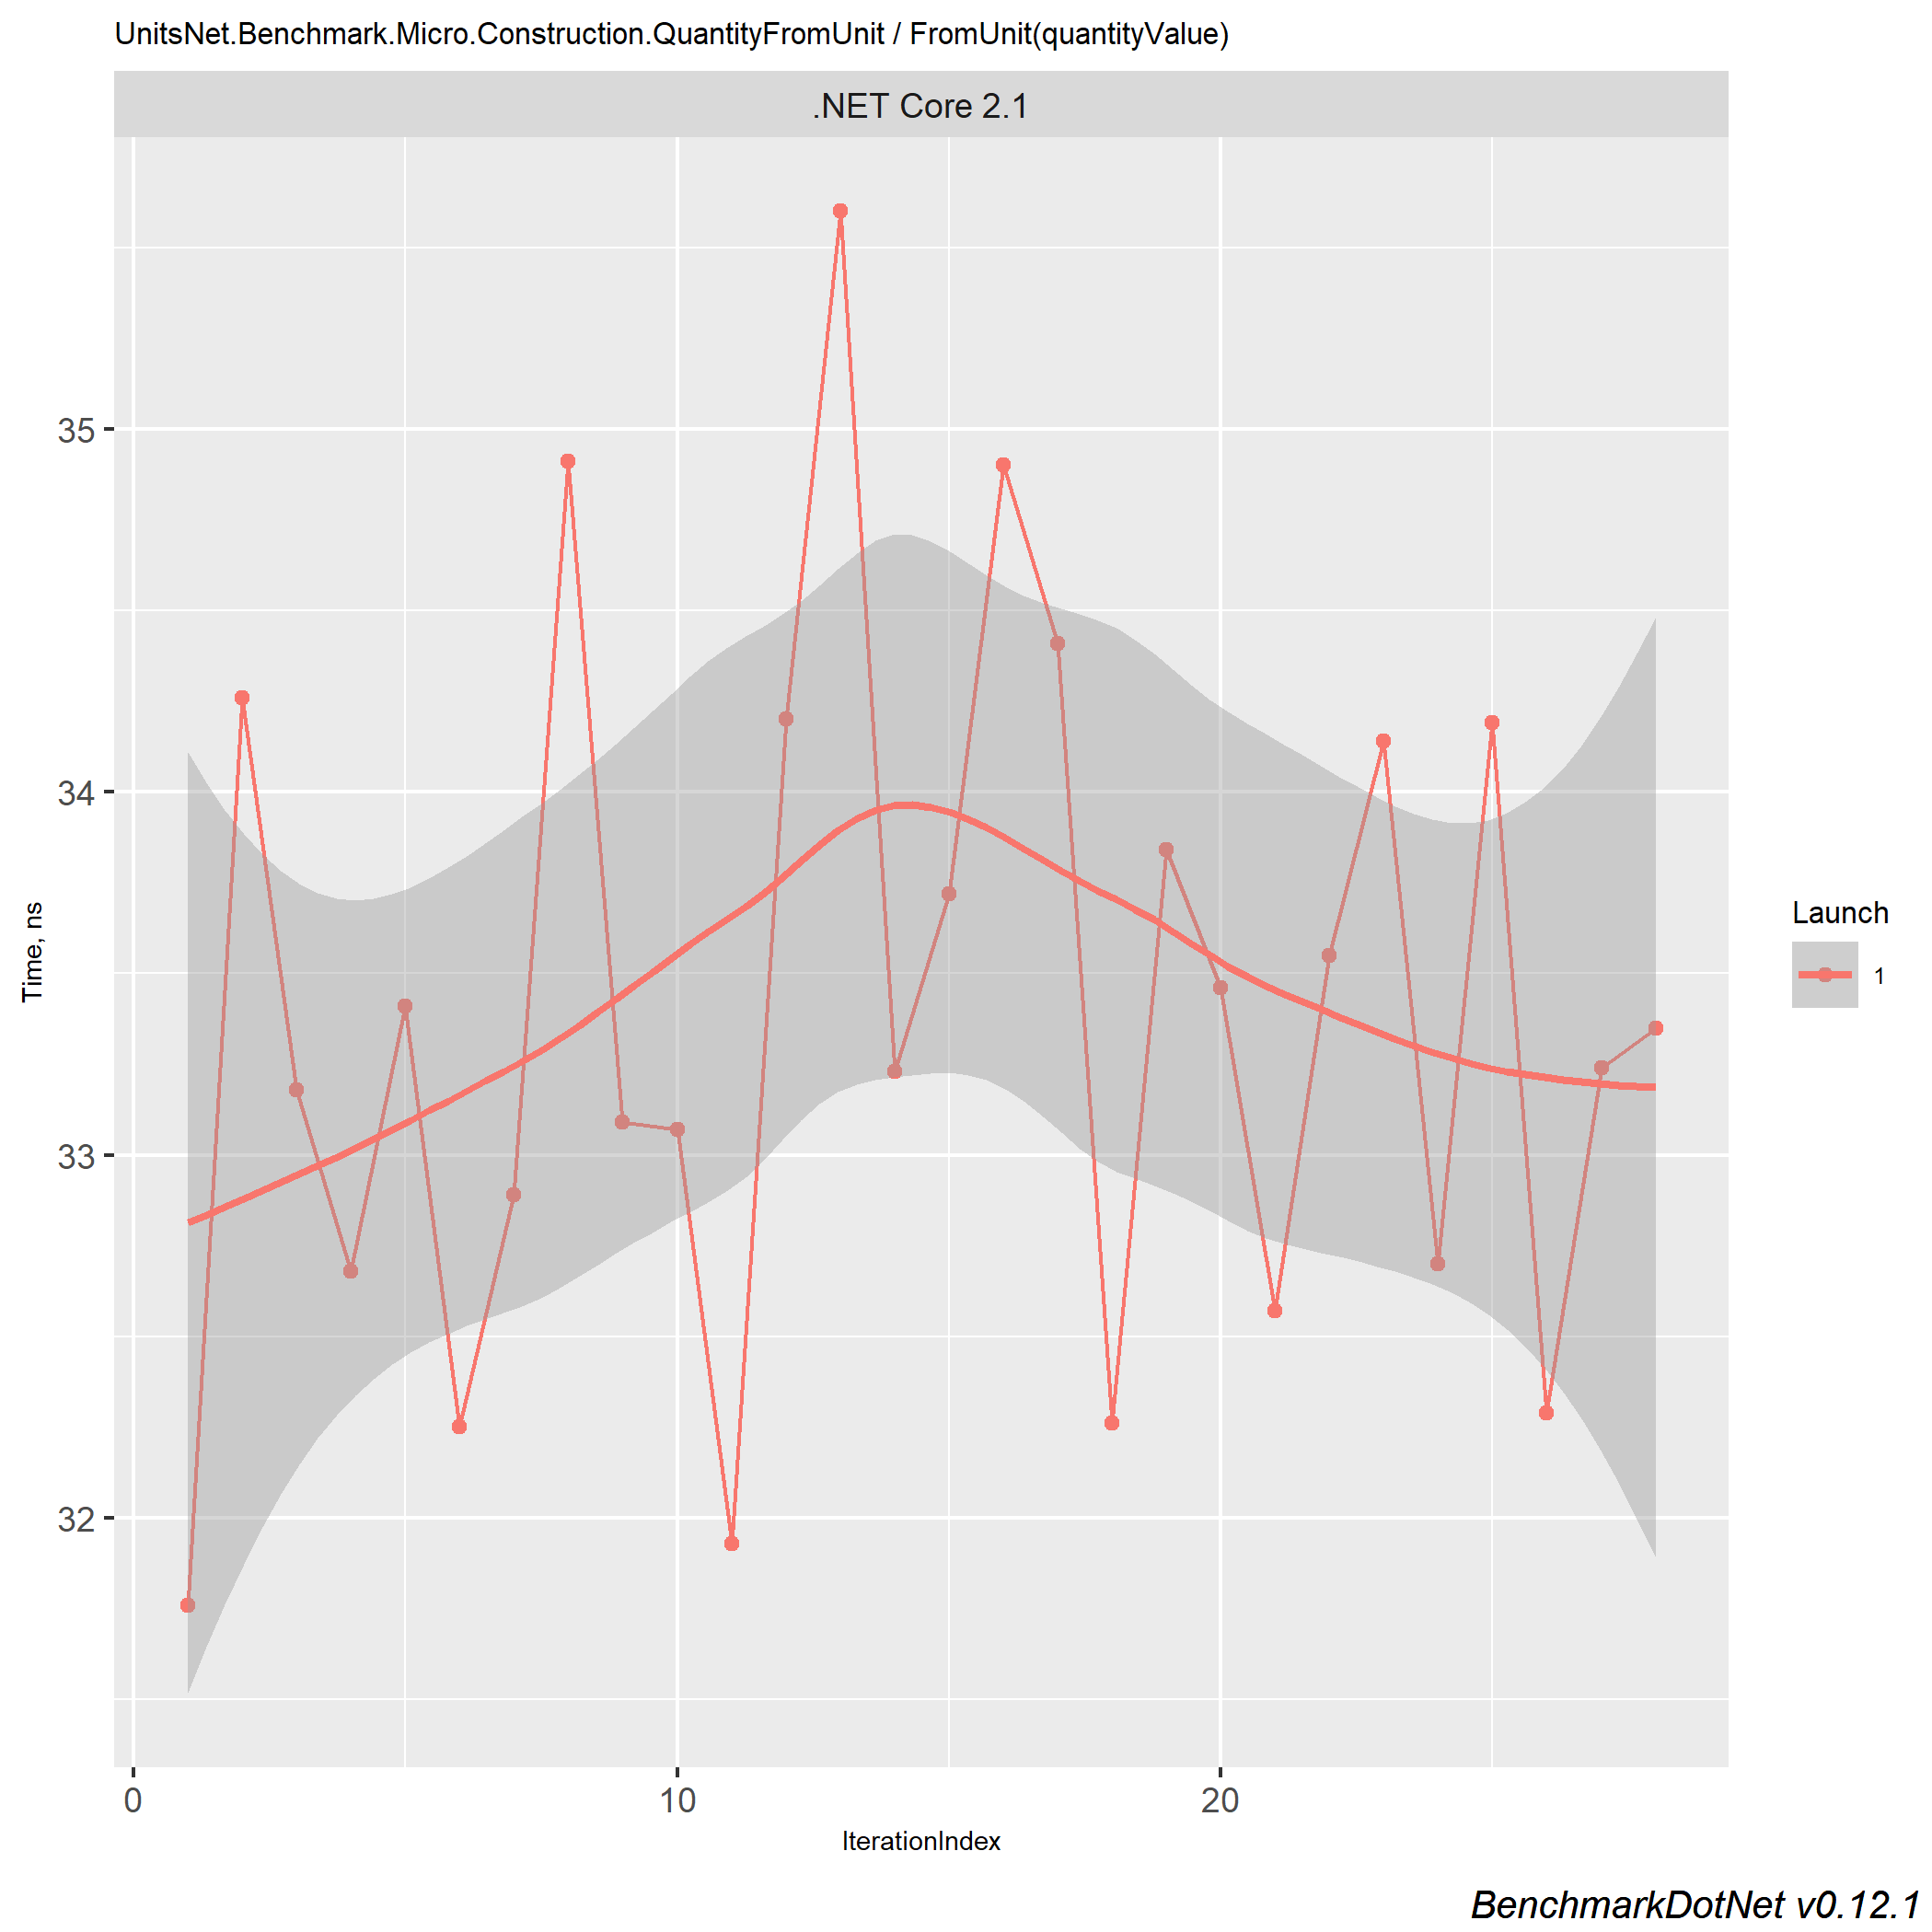 UnitsNet.Benchmark.Micro.Construction.QuantityFromUnit / FromUnit(quantityValue)
.NET Core 2.1
35
34
33
32
Time, ns
0 10 20
IterationIndex
Launch
1
BenchmarkDotNet v0.12.1